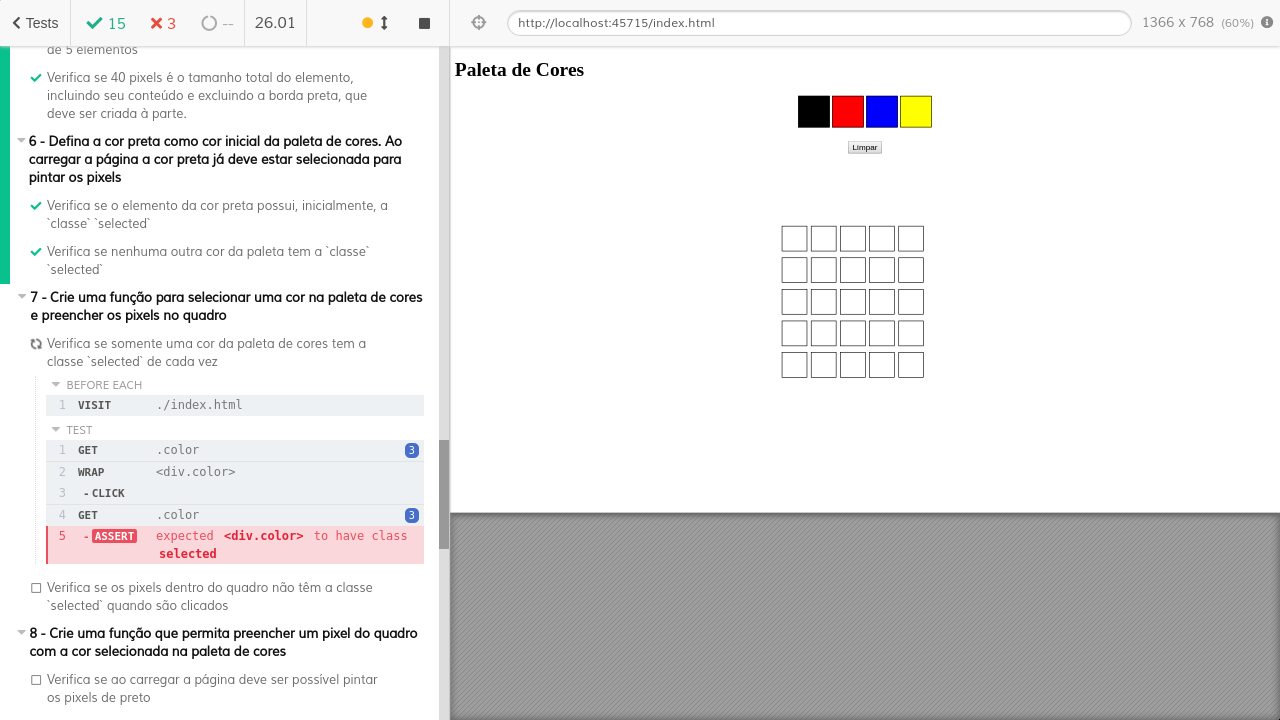 Tests
15
3
--
26.01
http://localhost:45715/index.html
1366 x 768 (60%)
de 5 elementos
Verifica se 40 pixels é o tamanho total do elemento,
incluindo seu conteúdo e excluindo a borda preta, que
deve ser criada à parte.
6 - Defina a cor preta como cor inicial da paleta de cores. Ao
carregar a página a cor preta já deve estar selecionada para
pintar os pixels
Verifica se o elemento da cor preta possui, inicialmente, a
`classe` `selected`
Verifica se nenhuma outra cor da paleta tem a `classe`
`selected`
7 - Crie uma função para selecionar uma cor na paleta de cores
e preencher os pixels no quadro
Verifica se somente uma cor da paleta de cores tem a
classe `selected` de cada vez
BEFORE EACH
1 VISIT ./index.html
TEST
1 GET .color 3
2 WRAP <div.color>
3 -CLICK
4 GET .color 3
5 -ASSERT expected <div.color> to have class
selected
Verifica se os pixels dentro do quadro não têm a classe
`selected` quando são clicados
8 - Crie uma função que permita preencher um pixel do quadro
com a cor selecionada na paleta de cores
Verifica se ao carregar a página deve ser possível pintar
os pixels de preto
Paleta de Cores
Limpar